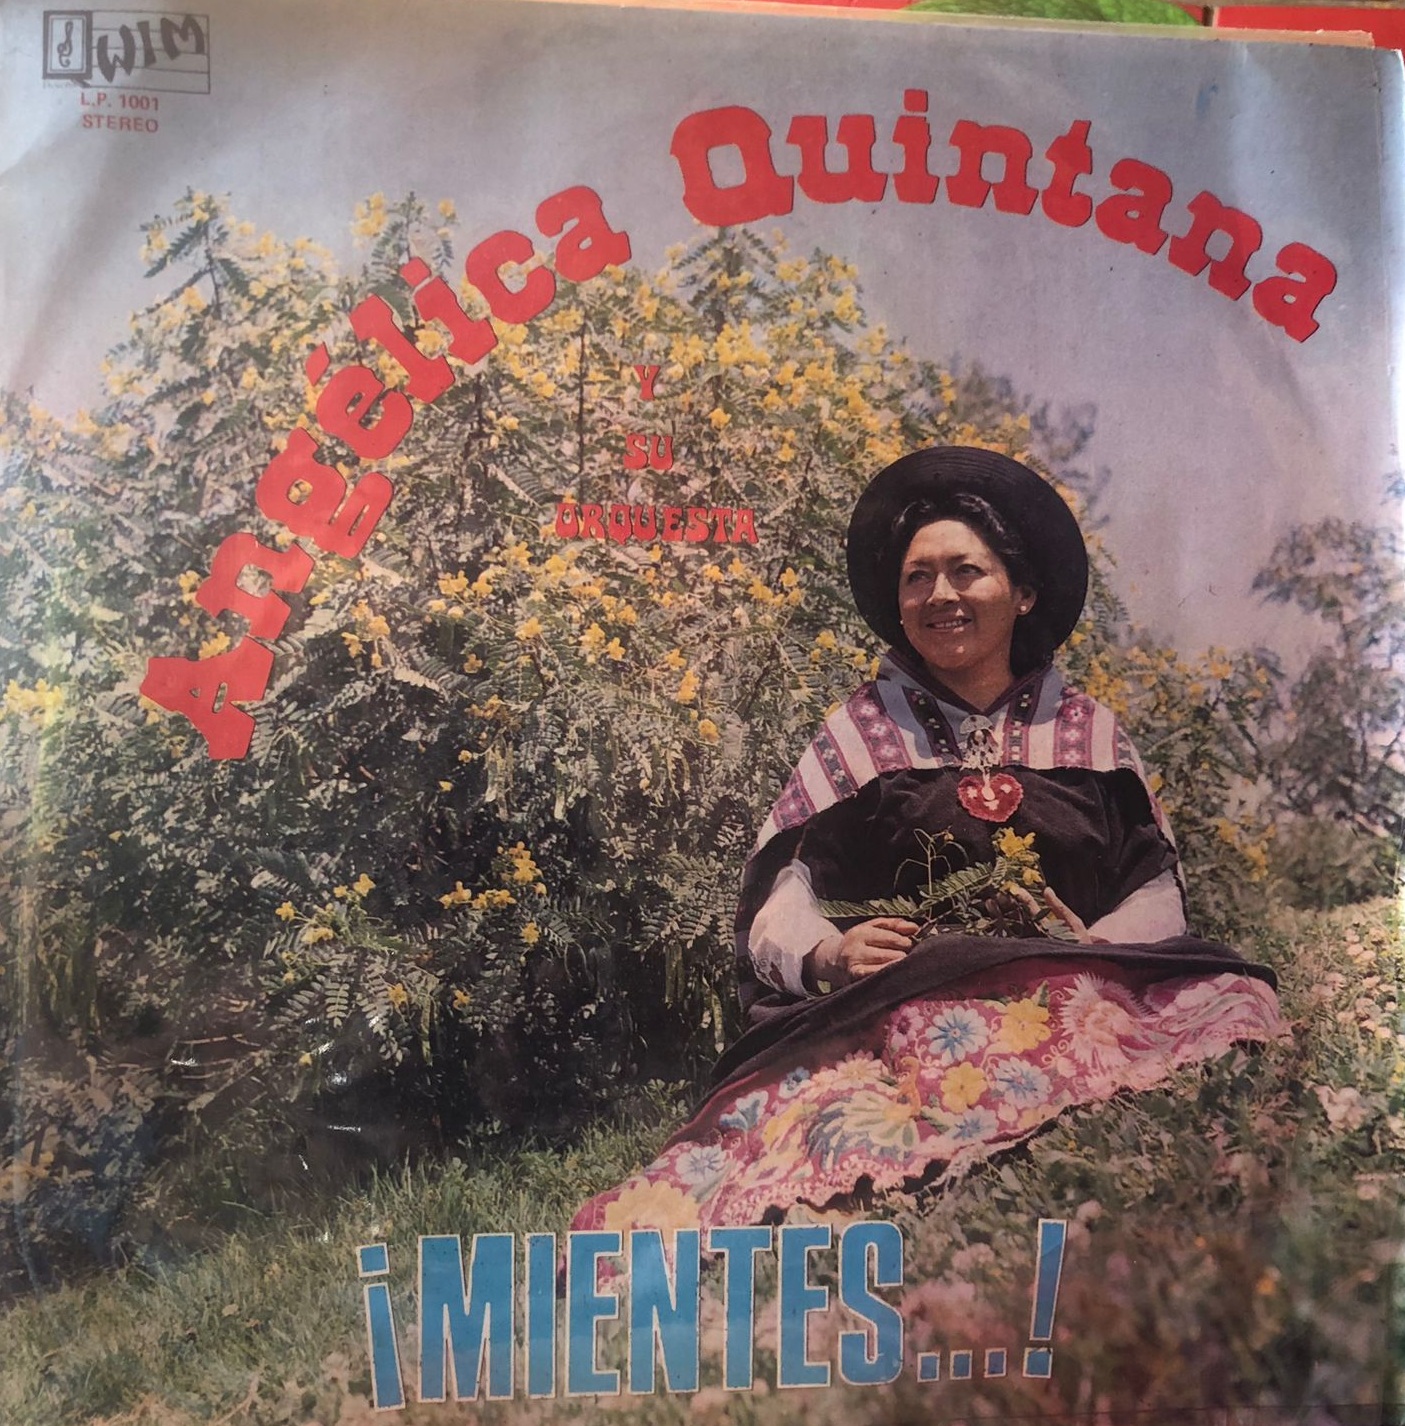 WIM
L.P. 1001
STEREO
Angélica Quintana
Y
SU
ORQUESTA
¡MIENTES...!